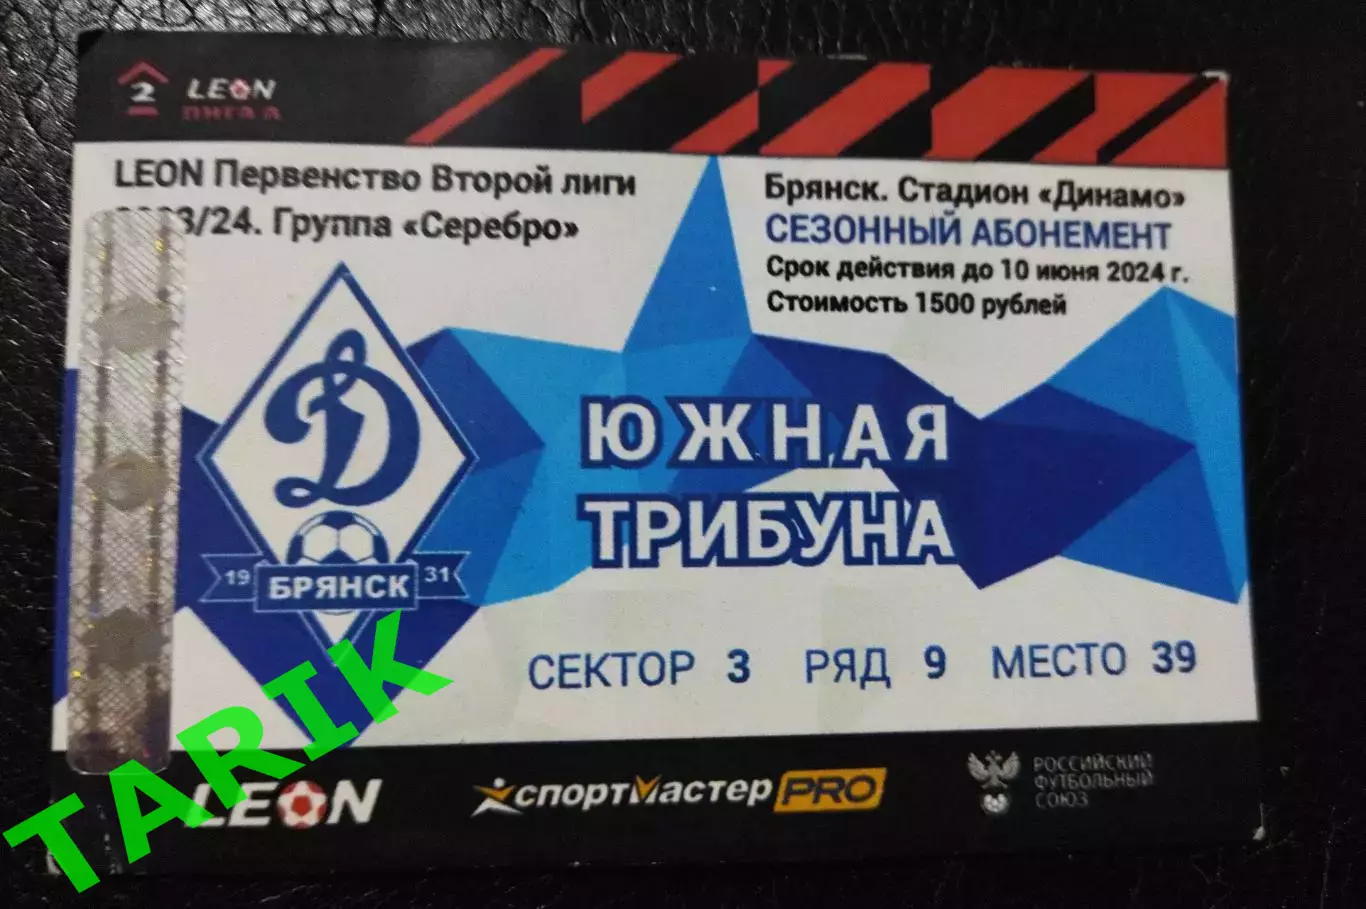 2 LEON
ЛИГА А
LEON Первенство Второй лиги
2023/24. Группа «Серебро»
Брянск. Стадион «Динамо»
СЕЗОННЫЙ АБОНЕМЕНТ
Срок действия до 10 июня 2024 г.
Стоимость 1500 рублей
Д
19 БРЯНСК 31
ЮЖНАЯ
ТРИБУНА
СЕКТОР 3 РЯД 9 МЕСТО 39
TARIK
LEON
спортмастер PRO
РОССИЙСКИЙ
ФУТБОЛЬНЫЙ
СОЮЗ